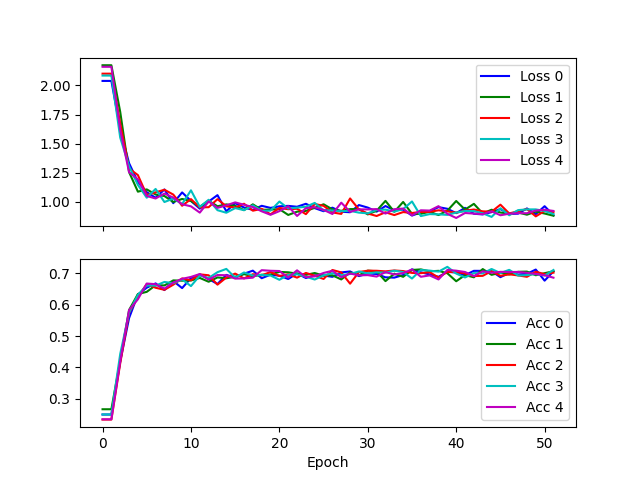 2.00
1.75
1.50
1.25
1.00
Loss 0
Loss 1
Loss 2
Loss 3
Loss 4
0.7
0.6
0.5
0.4
0.3
Acc 0
Acc 1
Acc 2
Acc 3
Acc 4
0 10 20 30 40 50
Epoch